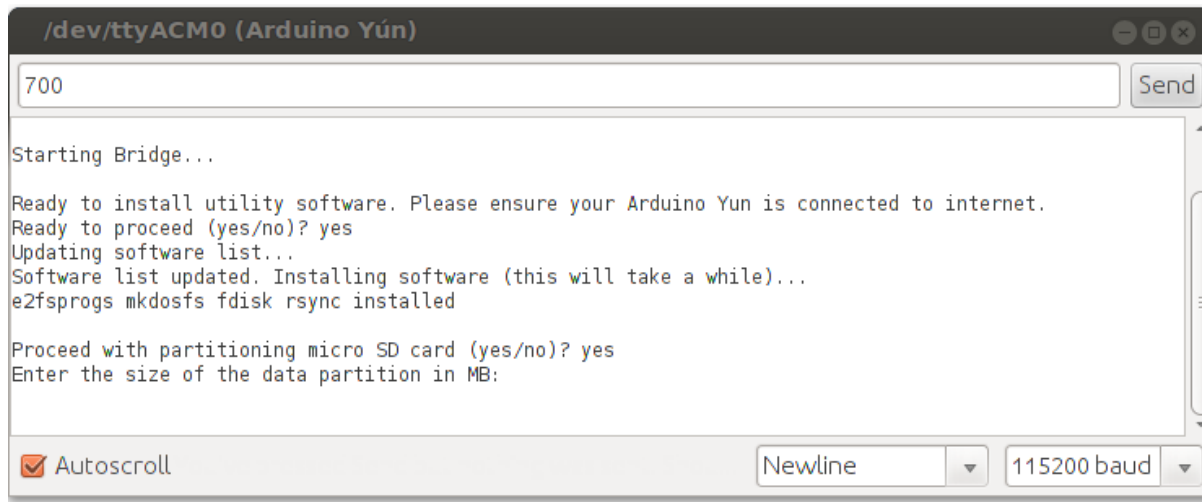 /dev/ttyACM0 (Arduino Yún)
700
Send
Starting Bridge...
Ready to install utility software. Please ensure your Arduino Yun is connected to internet.
Ready to proceed (yes/no)? yes
Updating software list...
Software list updated. Installing software (this will take a while)...
e2fsprogs mkdosfs fdisk rsync installed
Proceed with partitioning micro SD card (yes/no)? yes
Enter the size of the data partition in MB:
Autoscroll
Newline
115200 baud